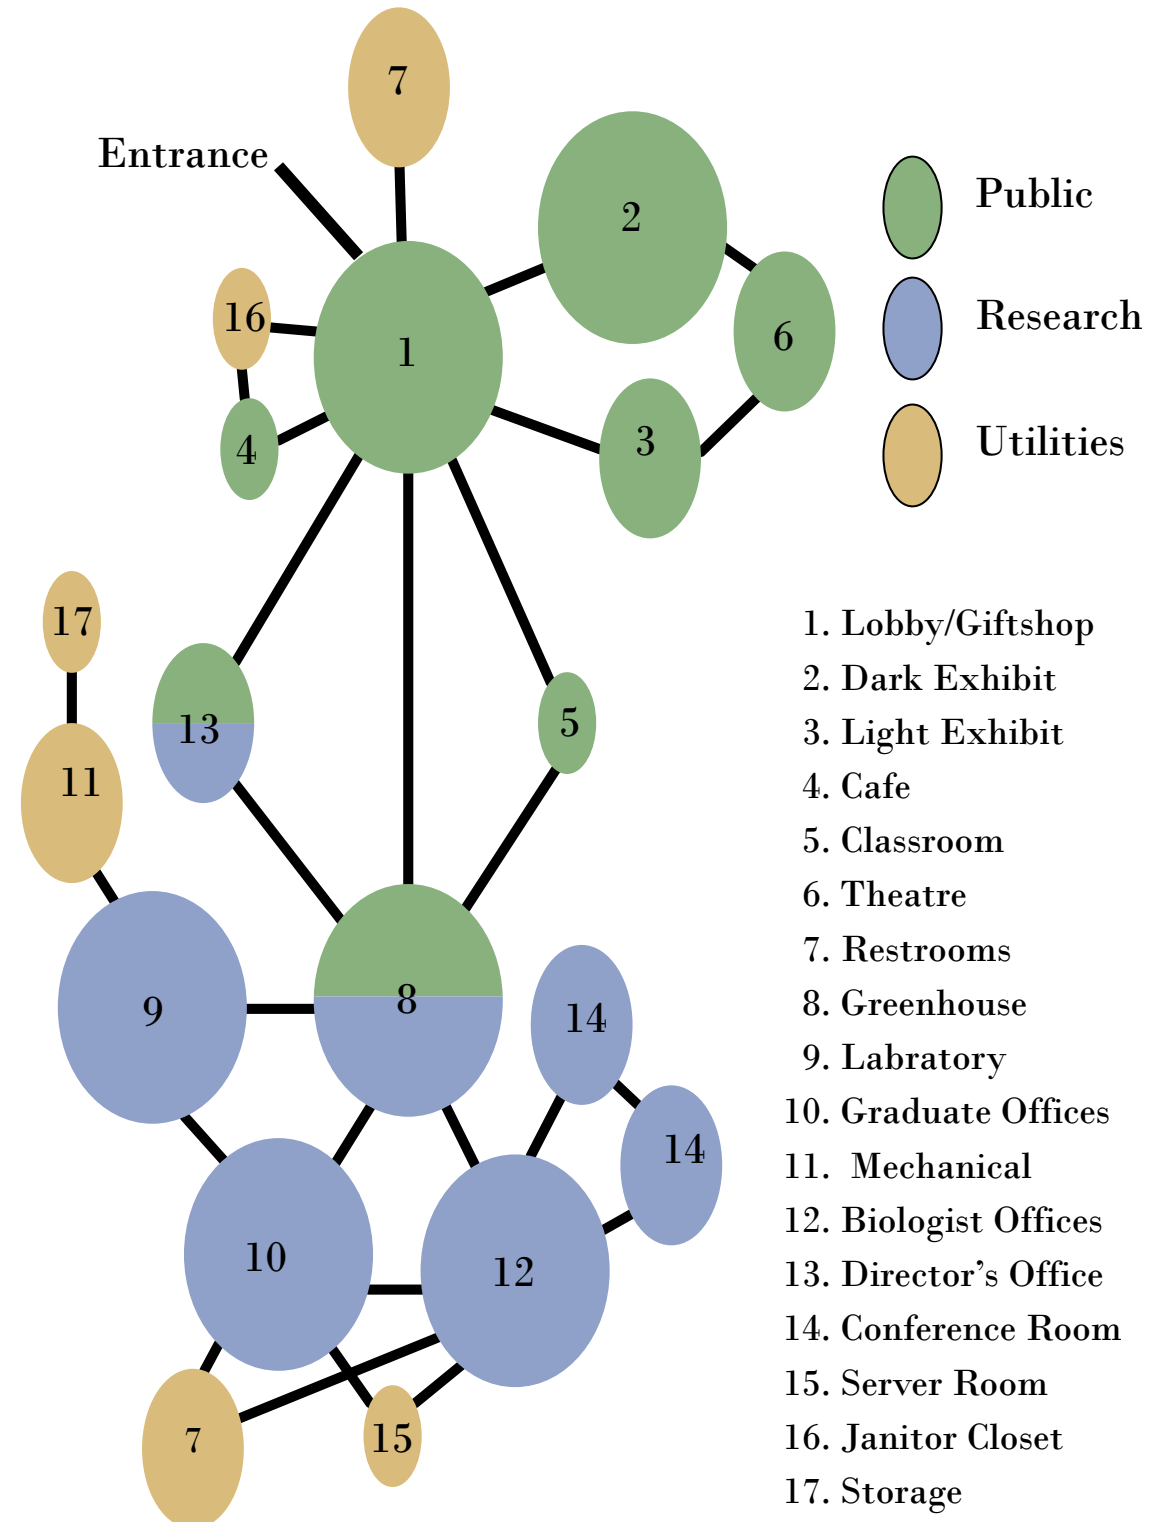 7
Entrance
2
Public
16
1
6
Research
4
3
Utilities
17
13
5
11
9
8
14
14
10
12
7
15
1. Lobby/Giftshop
2. Dark Exhibit
3. Light Exhibit
4. Cafe
5. Classroom
6. Theatre
7. Restrooms
8. Greenhouse
9. Labratory
10. Graduate Offices
11. Mechanical
12. Biologist Offices
13. Director's Office
14. Conference Room
15. Server Room
16. Janitor Closet
17. Storage